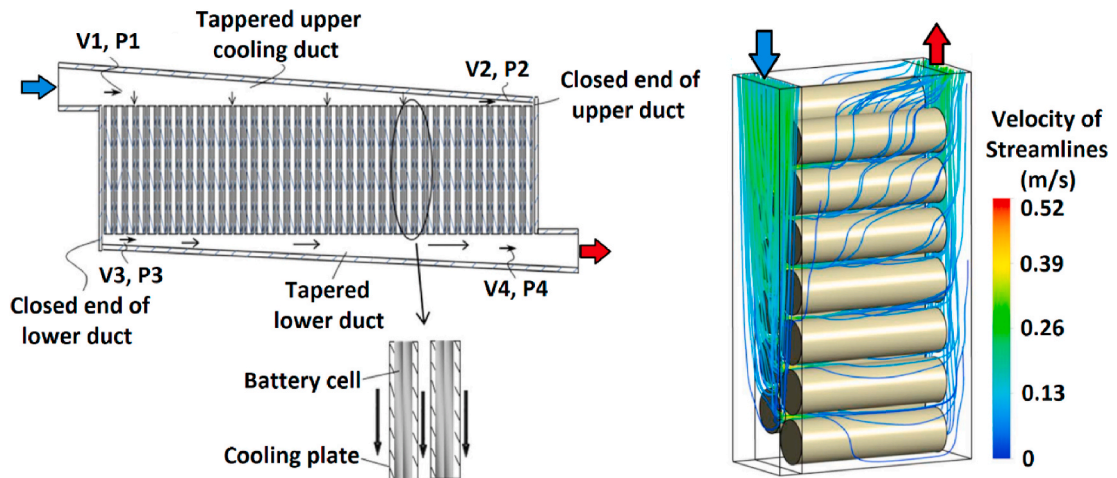 Tappered upper
cooling duct
V1, P1
V2, P2
Closed end of
upper duct
V3, P3
Closed end of
lower duct
Tapered
lower duct
V4, P4
Battery cell
Cooling plate
Velocity of
Streamlines
(m/s)
0.52
0.39
0.26
0.13
0